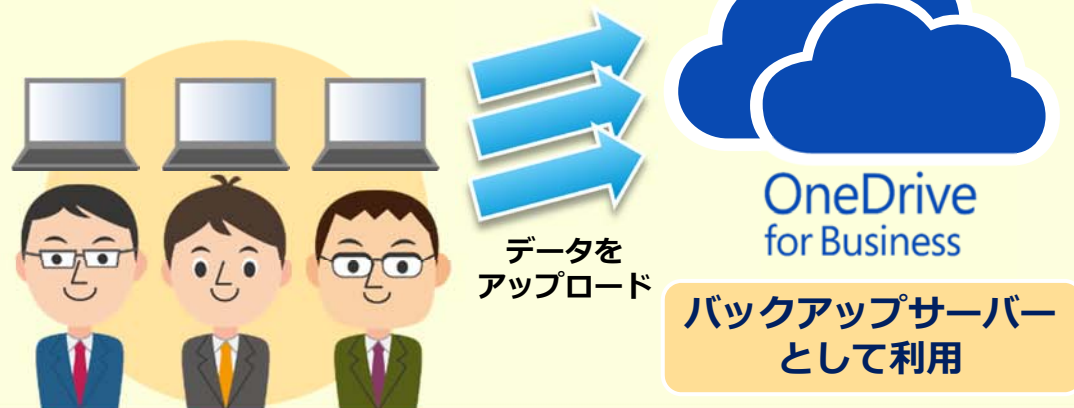 データを
アップロード
OneDrive
for Business
バックアップサーバー
として利用